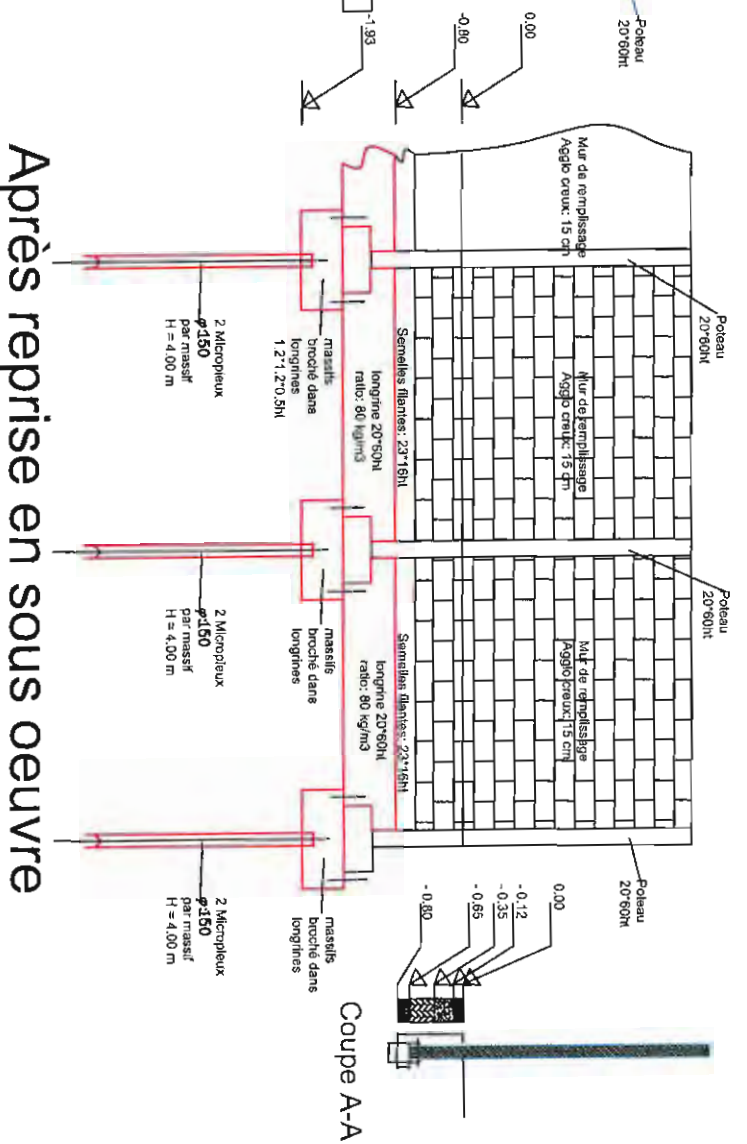 Poteau
20*60ht
Poteau
20*60ht
Poteau
20*60ht
Poteau
20*60ht
Mur de remplissage
Agglo creux: 15 cm
Mur de remplissage
Agglo creux: 15 cm
Mur de remplissage
Agglo creux: 15 cm
0.00
-0.80
-1.93
0.00
-0.12
-0.35
-0.65
-0.80
Semelles filantes: 23*16ht
Semelles filantes: 23*16ht
longrine 20*60ht
ratio: 80 kg/m3
longrine 20*60ht
ratio: 80 kg/m3
massifs
broché dans
longrines
1.2*1.2*0.5ht
massifs
broché dans
longrines
massifs
broché dans
longrines
Coupe A-A
2 Micropieux
φ150
par massif
H = 4.00 m
2 Micropieux
φ150
par massif
H = 4.00 m
2 Micropieux
φ150
par massif
H = 4.00 m
Après reprise en sous oeuvre